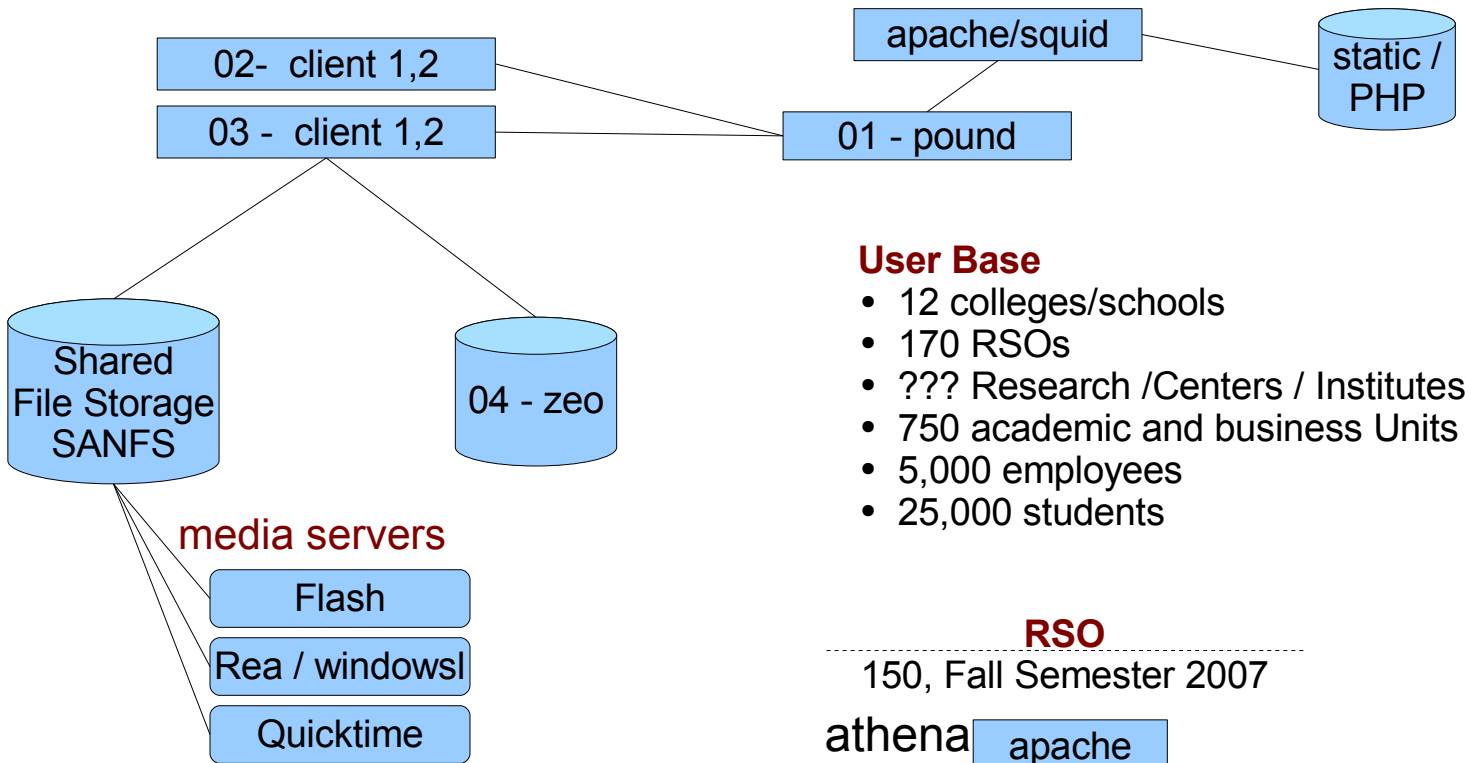 apache/squid
static /
PHP
02-  client 1,2
03 -  client 1,2
01 - pound
Shared
File Storage
SANFS
04 - zeo
media servers
Flash
Rea / windowsl
Quicktime
User Base
• 12 colleges/schools
• 170 RSOs
• ??? Research /Centers / Institutes
• 750 academic and business Units
• 5,000 employees
• 25,000 students
RSO
150, Fall Semester 2007
athena
apache